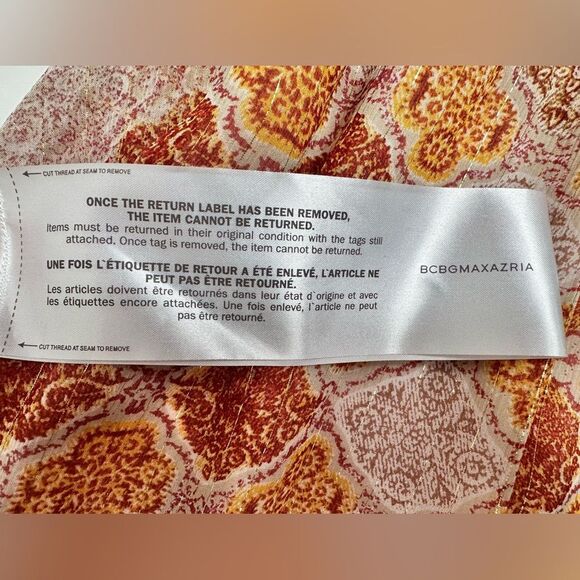 CUT THREAD AT SEAM TO REMOVE
ONCE THE RETURN LABEL HAS BEEN REMOVED,
THE ITEM CANNOT BE RETURNED.
Items must be returned in their original condition with the tags still
attached. Once tag is removed, the item cannot be returned.
UNE FOIS L`ÉTIQUETTE DE RETOUR A ÉTÉ ENLEVÉ, L`ARTICLE NE
PEUT PAS ÊTRE RETOURNÉ.
Les articles doivent être retournés dans leur état d`origine et avec
les étiquettes encore attachées. Une fois enlevé, l`article ne peut
pas être retourné.
CUT THREAD AT SEAM TO REMOVE
BCBGMAXAZRIA